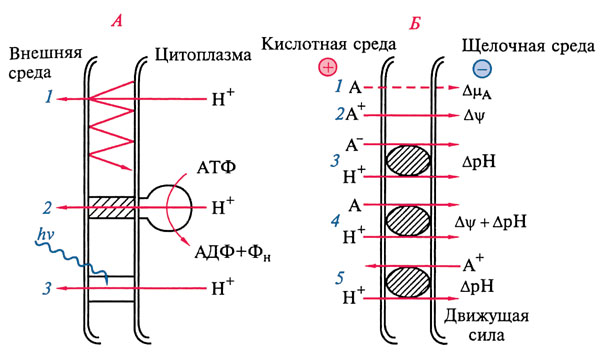 А
Внешняя среда
Цитоплазма
1
H⁺
АТФ
2
H⁺
АДФ+Фн
hν
3
H⁺
Б
Кислотная среда
+
Щелочная среда
−
1 А
ΔμА
2 А⁺
Δψ
А⁻
3
ΔpH
H⁺
А
4
Δψ + ΔpH
H⁺
А⁺
5
ΔpH
H⁺
Движущая
сила